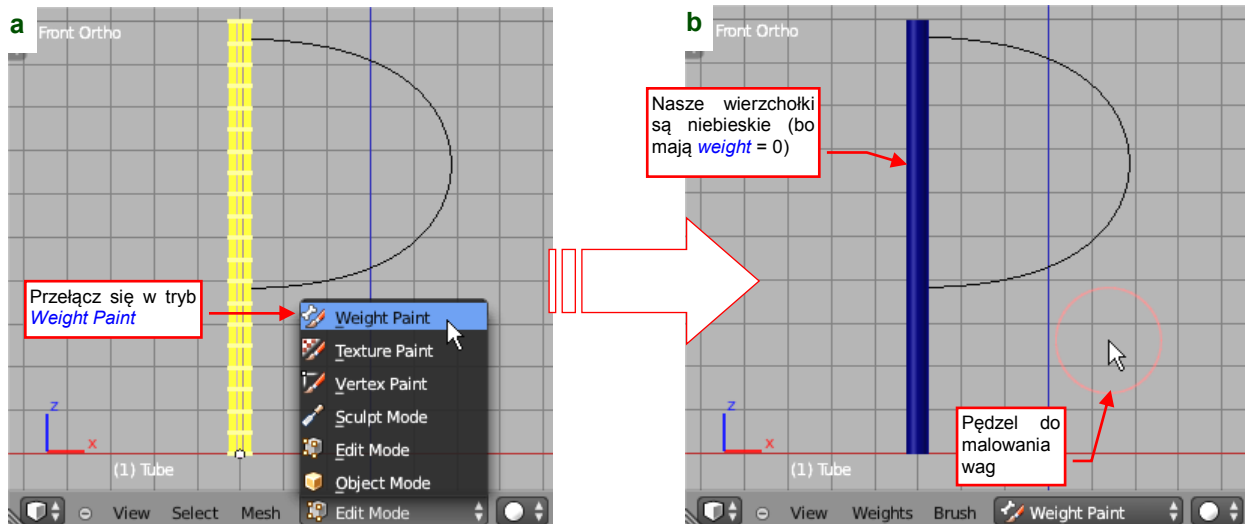 a
Front Ortho
Przełącz się w tryb
Weight Paint
Weight Paint
Texture Paint
Vertex Paint
Sculpt Mode
Edit Mode
Object Mode
z
x
(1) Tube
View Select Mesh Edit Mode
b
Front Ortho
Nasze wierzchołki
są niebieskie (bo
mają weight = 0)
Pędzel do
malowania
wag
z
x
(1) Tube
View Weights Brush Weight Paint